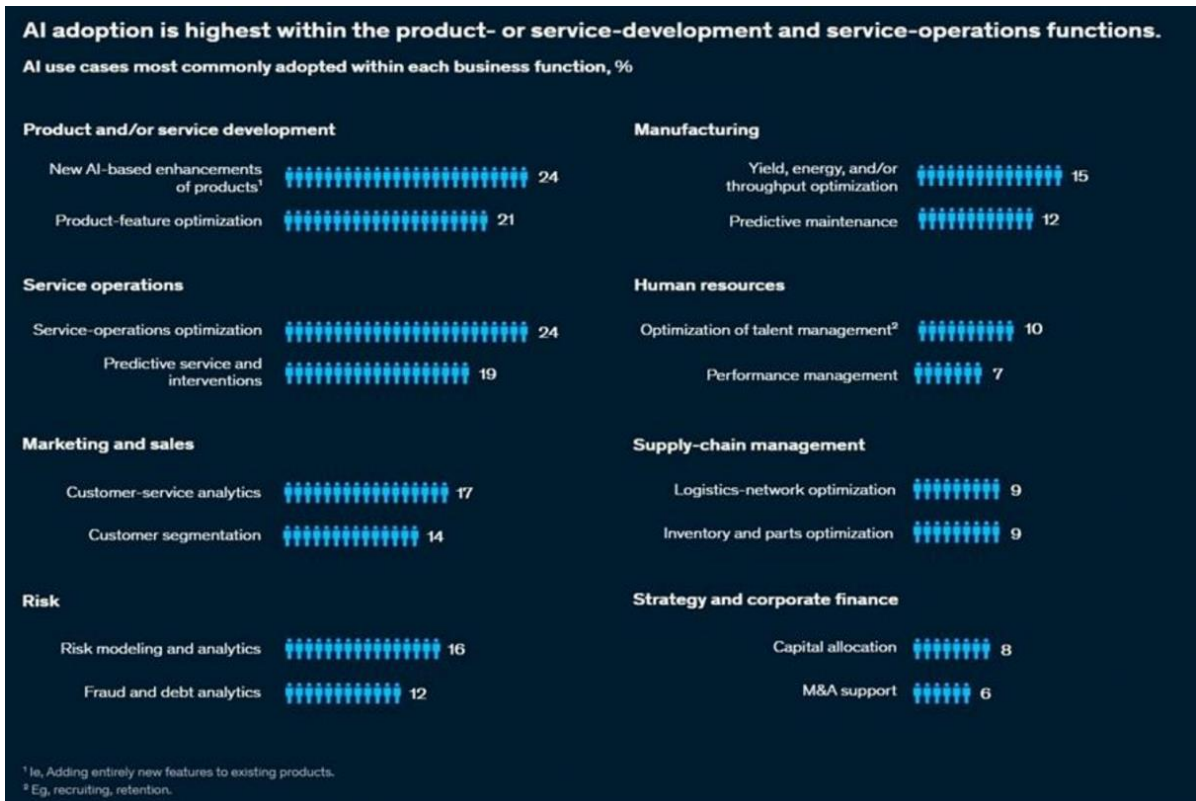 AI adoption is highest within the product- or service-development and service-operations functions.
AI use cases most commonly adopted within each business function, %
Product and/or service development
New AI-based enhancements
of products¹
24
Product-feature optimization
21
Service operations
Service-operations optimization
24
Predictive service and
interventions
19
Marketing and sales
Customer-service analytics
17
Customer segmentation
14
Risk
Risk modeling and analytics
16
Fraud and debt analytics
12
Manufacturing
Yield, energy, and/or
throughput optimization
15
Predictive maintenance
12
Human resources
Optimization of talent management²
10
Performance management
7
Supply-chain management
Logistics-network optimization
9
Inventory and parts optimization
9
Strategy and corporate finance
Capital allocation
8
M&A support
6
¹ Ie, Adding entirely new features to existing products.
² Eg, recruiting, retention.